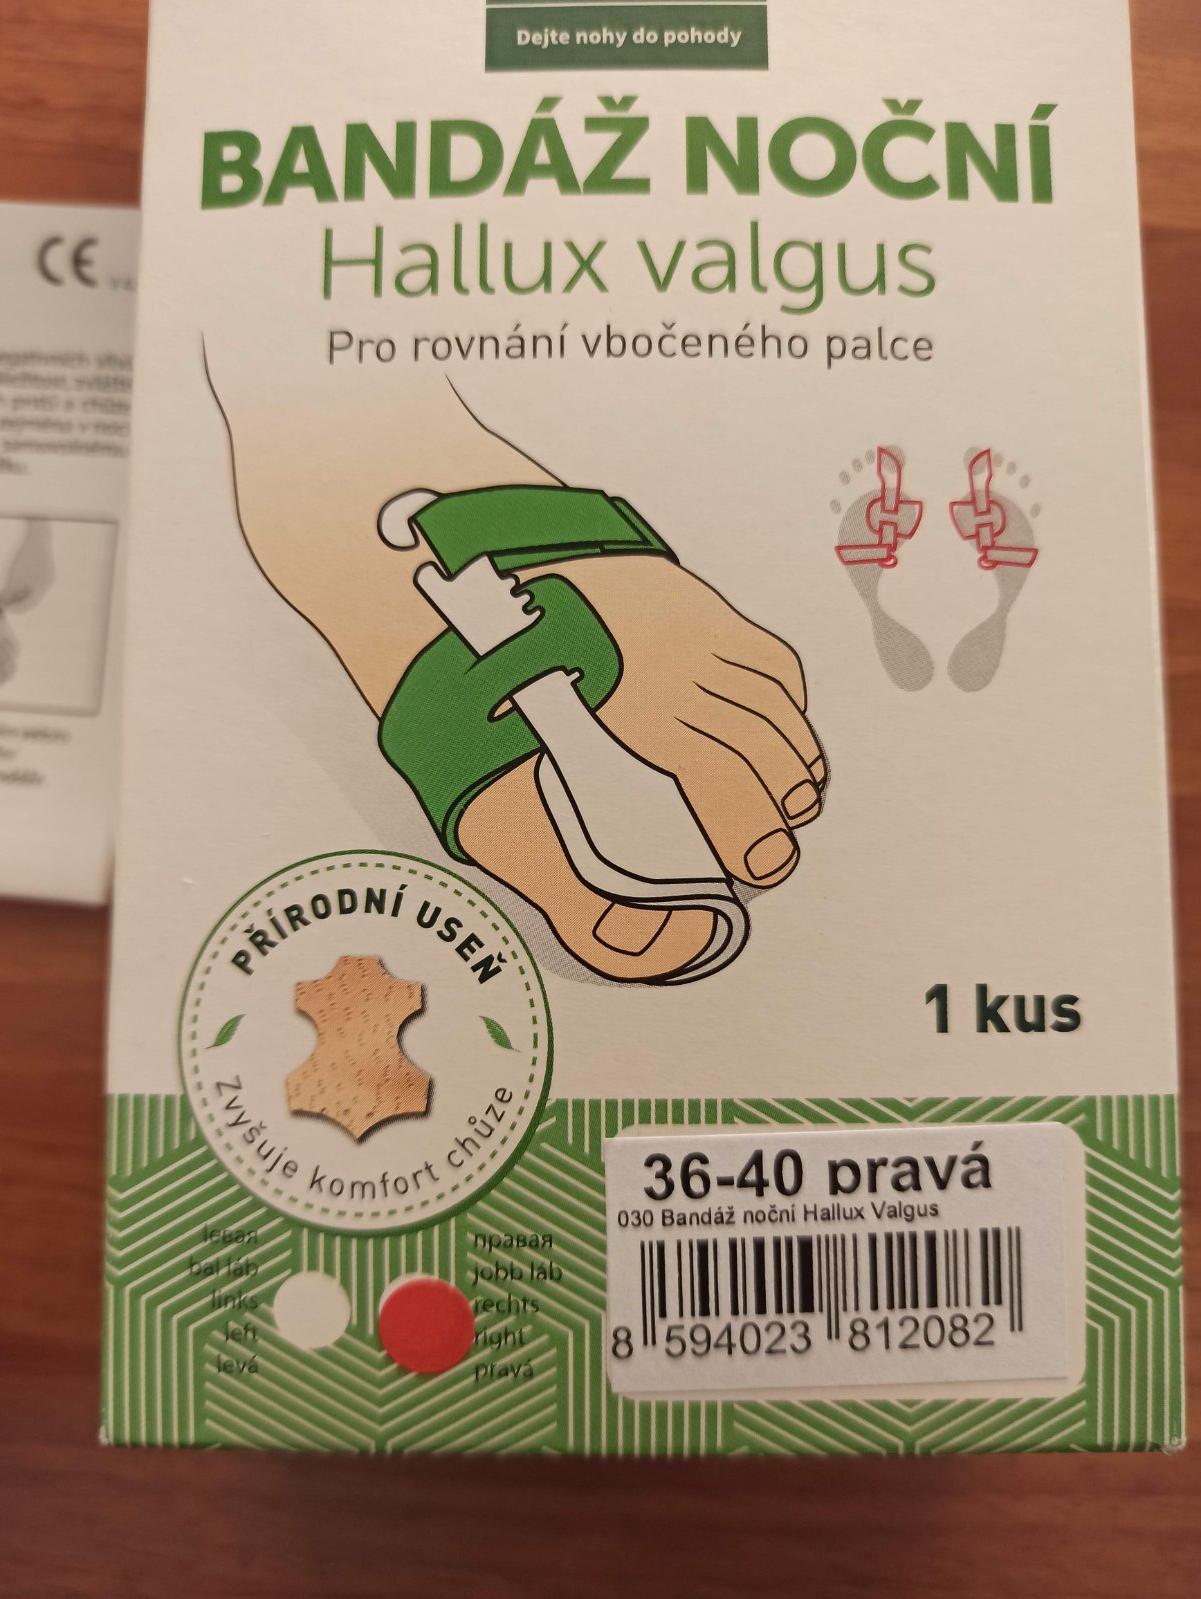 Dejte nohy do pohody
BANDÁŽ NOČNÍ
Hallux valgus
Pro rovnání vbočeného palce
CE
PŘÍRODNÍ USEŇ
Zvyšuje komfort chůze
1 kus
36-40 pravá
030 Bandáž noční Hallux Valgus
8 594023 812082
левая
bal láb
links
left
levá
правая
jobb láb
rechts
right
pravá